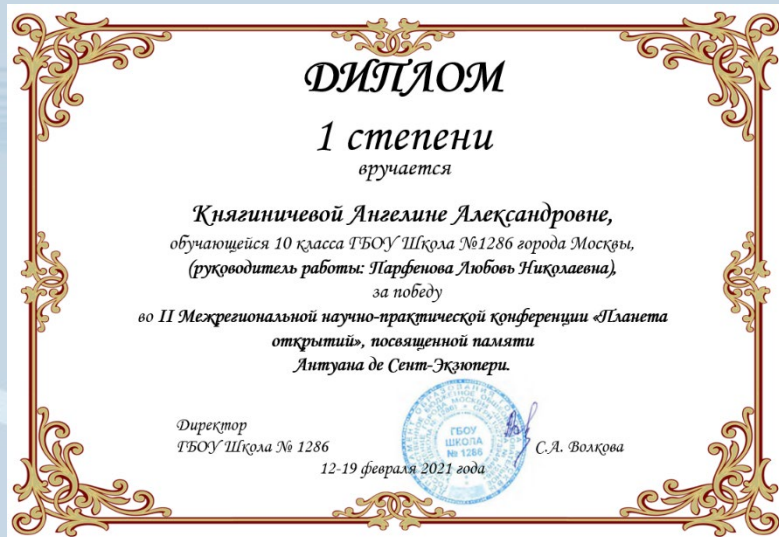 ДИПЛОМ
1 степени
вручается
Княгиничевой Ангелине Александровне,
обучающейся 10 класса ГБОУ Школа №1286 города Москвы,
(руководитель работы: Парфенова Любовь Николаевна),
за победу
во II Межрегиональной научно-практической конференции «Планета
открытий», посвященной памяти
Антуана де Сент-Экзюпери.
Директор
ГБОУ Школа № 1286
С.А. Волкова
12-19 февраля 2021 года
ГБОУ
ШКОЛА
№ 1286